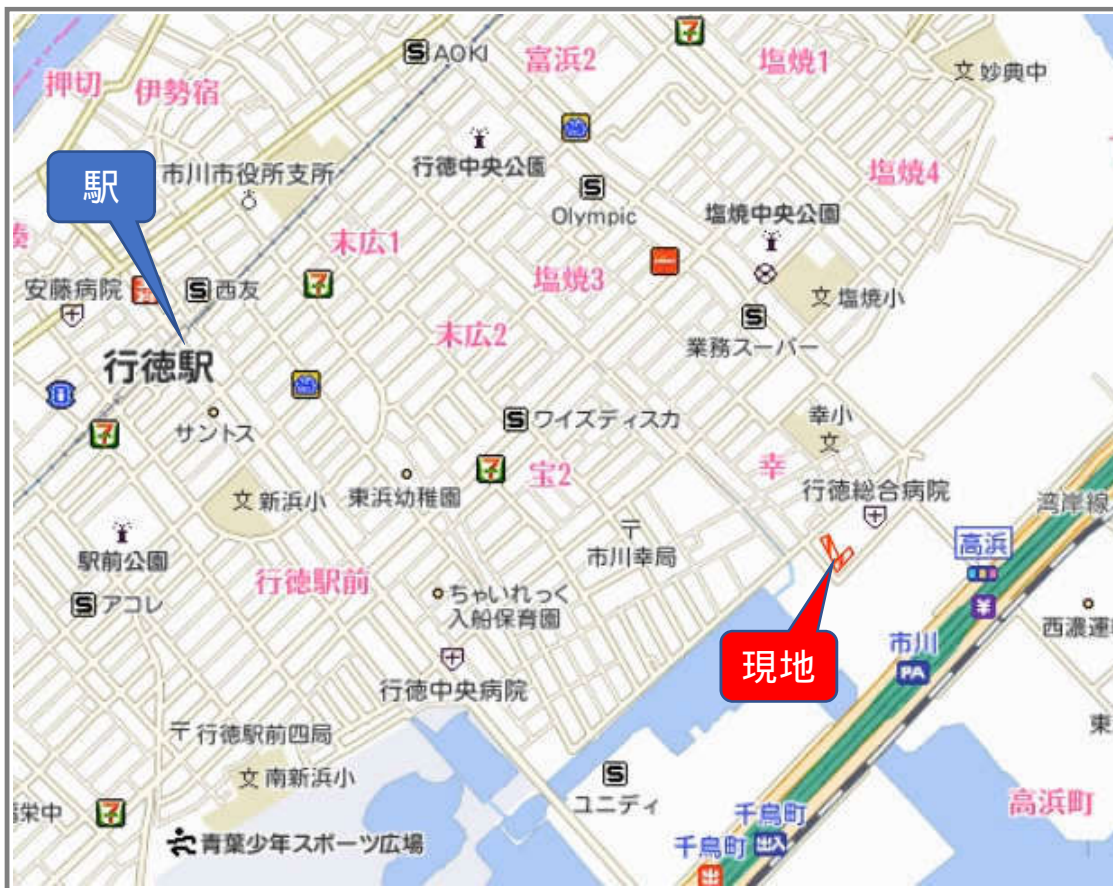 AOKI
富浜2
塩焼1
文 妙典中
押切
伊勢宿
行徳中央公園
市川市役所支所
駅
塩焼4
Olympic
塩焼中央公園
末広1
安藤病院
西友
塩焼3
文 塩焼小
末広2
業務スーパー
行徳駅
サントス
ワイズディスカ
幸小
文
宝2
幸
文 新浜小
東浜幼稚園
行徳総合病院
湾岸線
〒
市川幸局
高浜
駅前公園
行徳駅前
アコレ
ちゃいれっく
入船保育園
西濃運
現地
市川
PA
行徳中央病院
〒行徳駅前四局
東
文 南新浜小
ユニディ
高浜町
栄中
千鳥町
青葉少年スポーツ広場
千鳥町
出入
出